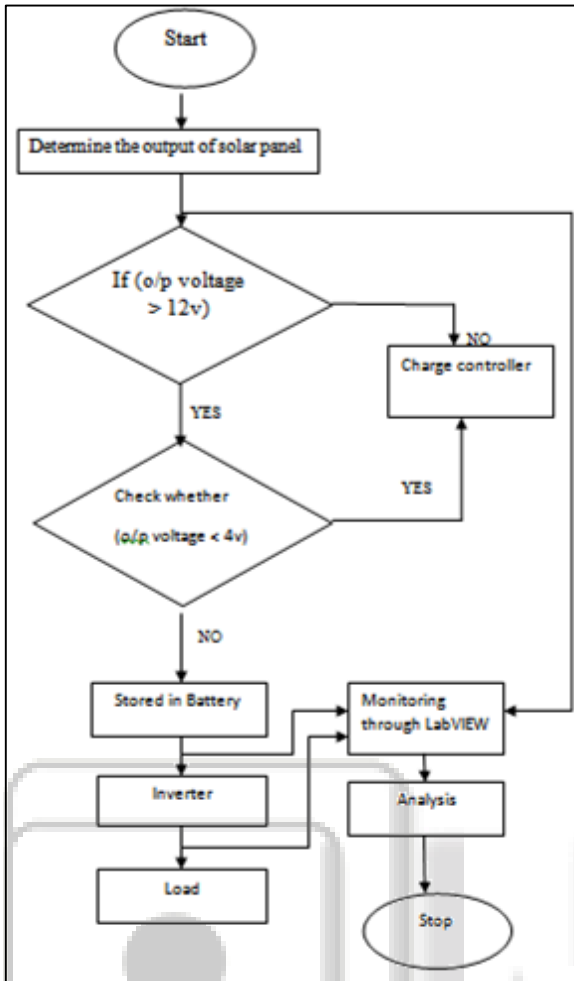 Start
Determine the output of solar panel
If (o/p voltage
> 12v)
NO
Charge controller
YES
YES
Check whether
(o/p voltage < 4v)
NO
Stored in Battery
Monitoring
through LabVIEW
Inverter
Analysis
Load
Stop